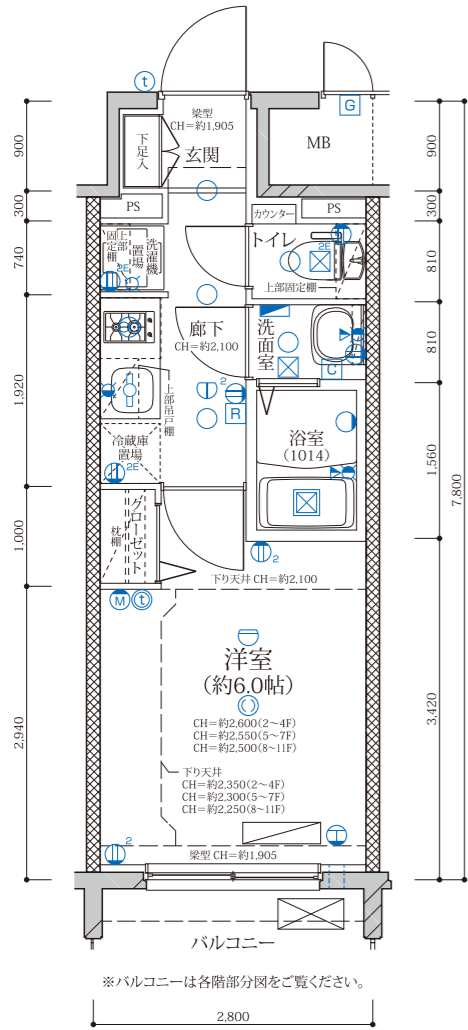 t
梁型
CH=約1,905
G
MB
下足入
玄関
900
900
PS
カウンター
PS
300
300
上部固定棚
洗濯機置場
2E
トイレ
2E
上部固定棚
740
810
廊下
CH=約2,100
洗面室
C
810
上部吊戸棚
2
R
1,920
冷蔵庫
置場
2E
浴室
(1014)
1,560
7,800
クローゼット
枕棚
1,000
2
下り天井 CH=約2,100
M
t
洋室
(約6.0帖)
CH=約2,600(2〜4F)
CH=約2,550(5〜7F)
CH=約2,500(8〜11F)
3,420
2,940
下り天井
CH=約2,350(2〜4F)
CH=約2,300(5〜7F)
CH=約2,250(8〜11F)
2
梁型 CH=約1,905
バルコニー
※バルコニーは各階部分図をご覧ください。
2,800